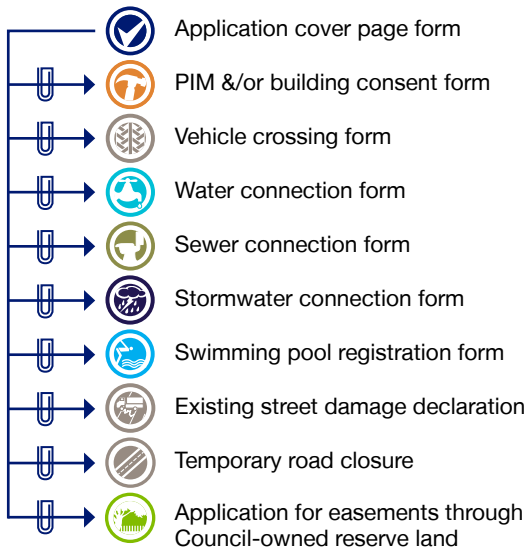 Application cover page form
PIM &/or building consent form
Vehicle crossing form
Water connection form
Sewer connection form
Stormwater connection form
Swimming pool registration form
Existing street damage declaration
Temporary road closure
Application for easements through
Council-owned reserve land